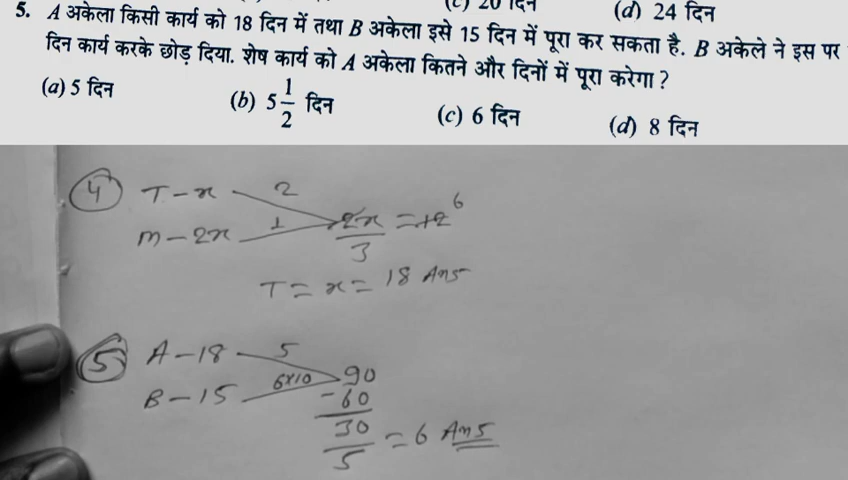 (c) 20 दिन (d) 24 दिन
5. A अकेला किसी कार्य को 18 दिन में तथा B अकेला इसे 15 दिन में पूरा कर सकता है. B अकेले ने इस पर
दिन कार्य करके छोड़ दिया. शेष कार्य को A अकेला कितने और दिनों में पूरा करेगा ?
(a) 5 दिन (b) 5 1/2 दिन (c) 6 दिन (d) 8 दिन
4 T - x 2
M - 2x 1 2x/3 = 12 6
T = x = 18 Ans
5 A - 18 5
B - 15 6x10 90
- 60
30/5 = 6 Ans